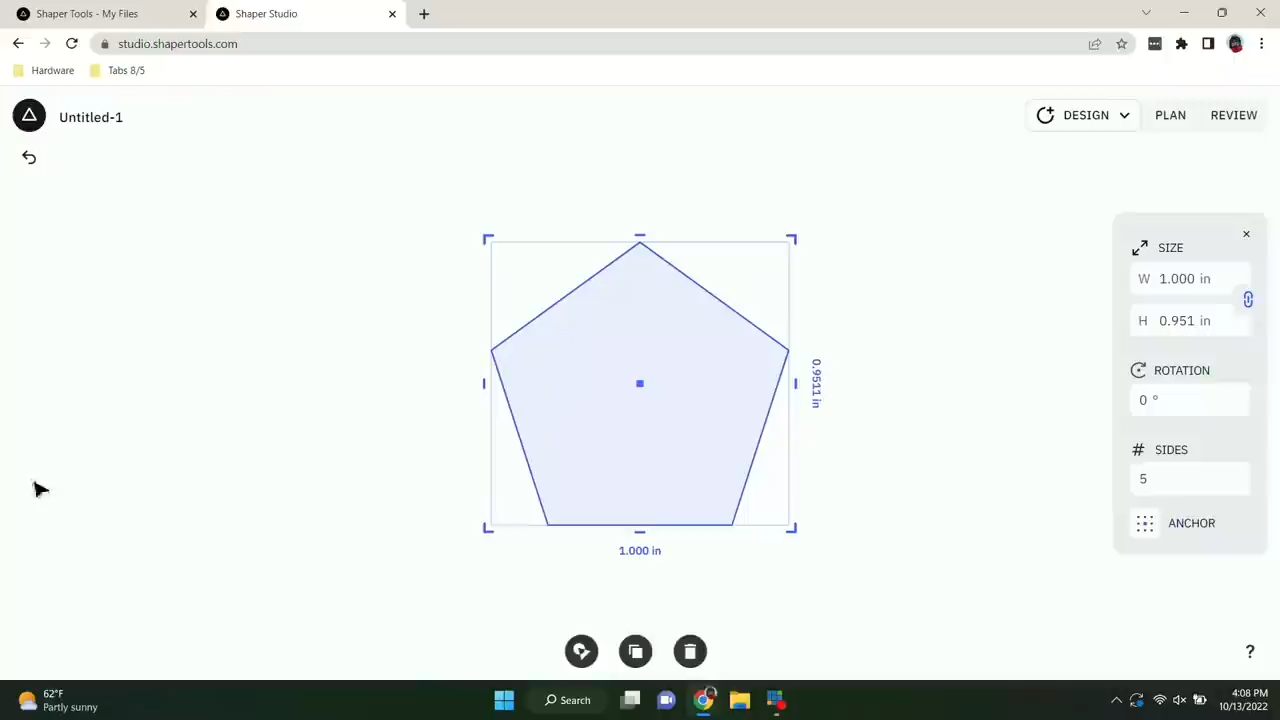 Shaper Tools - My Files
Shaper Studio
studio.shapertools.com
Hardware
Tabs 8/5
Untitled-1
DESIGN
PLAN
REVIEW
SIZE
W 1.000 in
H 0.951 in
ROTATION
0 °
# SIDES
5
ANCHOR
0.9511 in
1.000 in
?
62°F
Partly sunny
Search
4:08 PM
10/13/2022